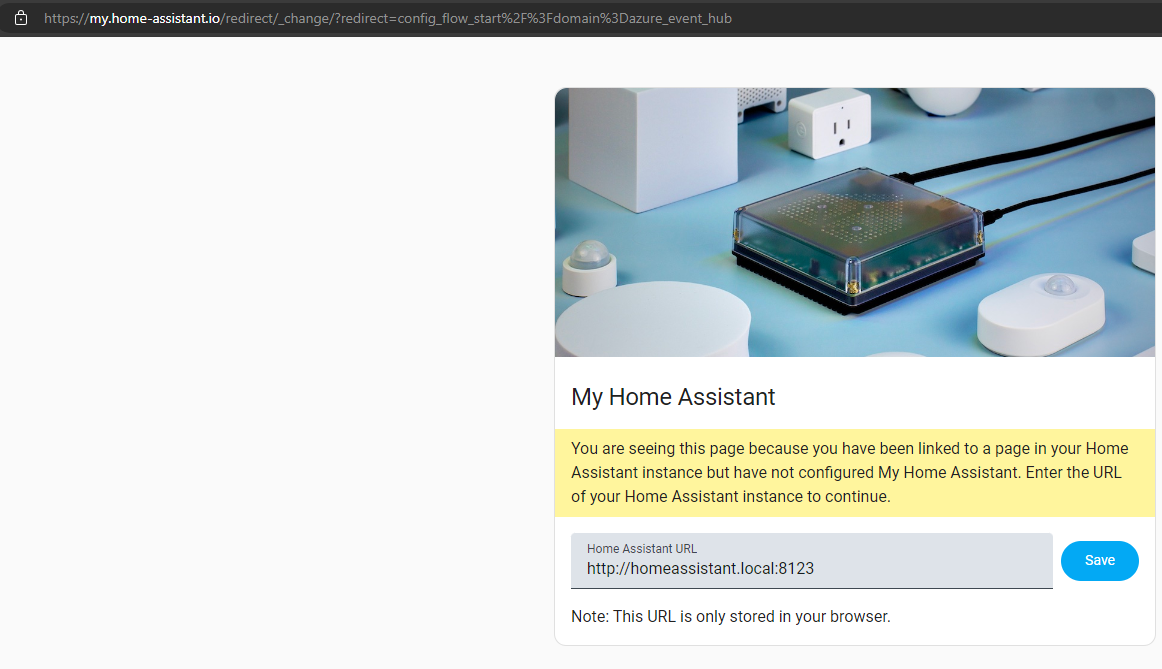 https://my.home-assistant.io/redirect/_change/?redirect=config_flow_start%2F%3Fdomain%3Dazure_event_hub
My Home Assistant
You are seeing this page because you have been linked to a page in your Home
Assistant instance but have not configured My Home Assistant. Enter the URL
of your Home Assistant instance to continue.
Home Assistant URL
http://homeassistant.local:8123
Save
Note: This URL is only stored in your browser.